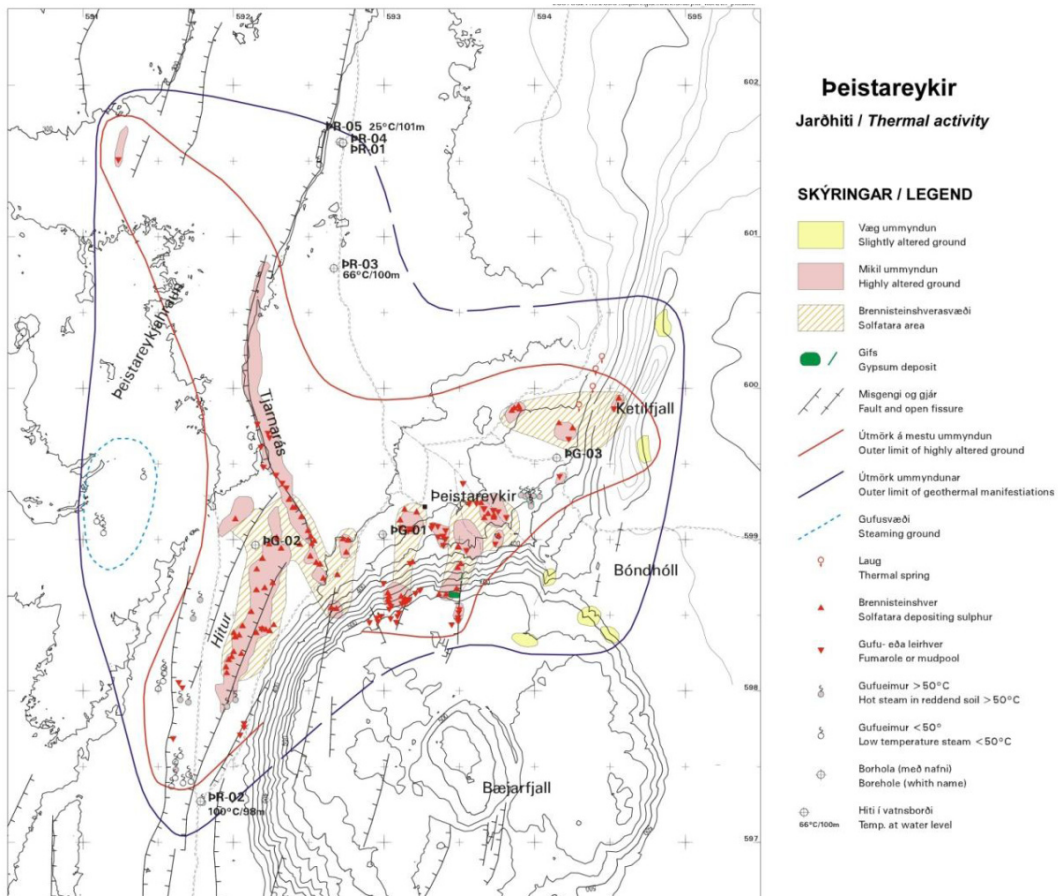 591
592
593
594
595
602
601
600
599
598
597
ÞR-05 25°C/101m
ÞR-04
ÞR-01
ÞR-03
66°C/100m
Þeistareykjahraun
Tjarnarás
Ketilfjall
ÞG-03
Þeistareykir
ÞG-01
ÞG-02
Bóndhóll
Hitur
Bæjarfjall
ÞR-02
100°C/98m
Þeistareykir
Jarðhiti / Thermal activity
SKÝRINGAR / LEGEND
Væg ummyndun
Slightly altered ground
Mikil ummyndun
Highly altered ground
Brennisteinshverasvæði
Solfatara area
Gifs
Gypsum deposit
Misgengi og gjár
Fault and open fissure
Útmörk á mestu ummyndun
Outer limit of highly altered ground
Útmörk ummyndunar
Outer limit of geothermal manifestiations
Gufusvæði
Steaming ground
Laug
Thermal spring
Brennisteinshver
Solfatara depositing sulphur
Gufu- eða leirhver
Fumarole or mudpool
Gufueimur >50°C
Hot steam in reddend soil >50°C
Gufueimur <50°
Low temperature steam <50°C
Borhola (með nafni)
Borehole (whith name)
Hiti í vatnsborði
66°C/100m Temp. at water level